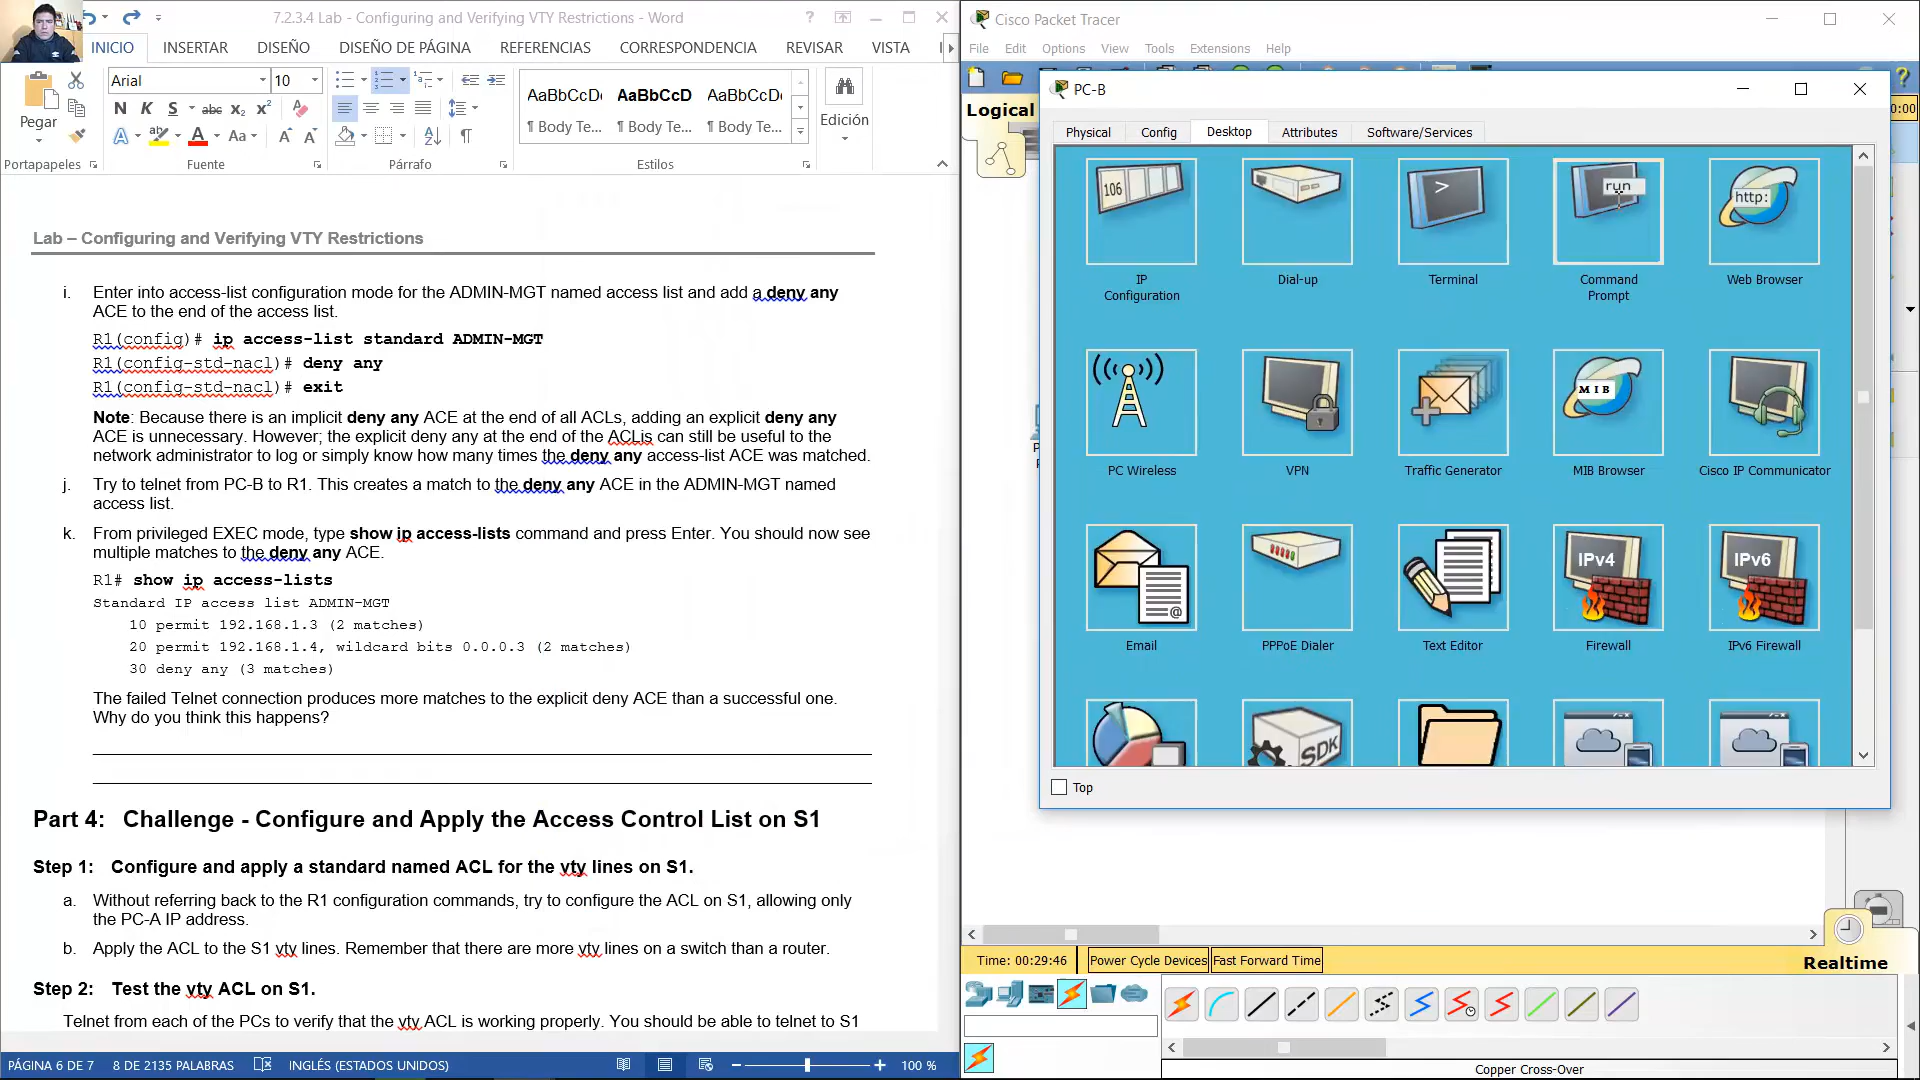 7.2.3.4 Lab - Configuring and Verifying VTY Restrictions - Word
INICIO
INSERTAR
DISEÑO
DISEÑO DE PÁGINA
REFERENCIAS
CORRESPONDENCIA
REVISAR
VISTA
Pegar
Arial
10
N K S abc x₂ x²
A ab A Aa A A
AaBbCcD
AaBbCcD
AaBbCcD
¶ Body Te...
¶ Body Te...
¶ Body Te...
Edición
Portapapeles
Fuente
Párrafo
Estilos
Lab – Configuring and Verifying VTY Restrictions
i. Enter into access-list configuration mode for the ADMIN-MGT named access list and add a deny any
ACE to the end of the access list.
R1(config)# ip access-list standard ADMIN-MGT
R1(config-std-nacl)# deny any
R1(config-std-nacl)# exit
Note: Because there is an implicit deny any ACE at the end of all ACLs, adding an explicit deny any
ACE is unnecessary. However, the explicit deny any at the end of the ACLis can still be useful to the
network administrator to log or simply know how many times the deny any access-list ACE was matched.
j. Try to telnet from PC-B to R1. This creates a match to the deny any ACE in the ADMIN-MGT named
access list.
k. From privileged EXEC mode, type show ip access-lists command and press Enter. You should now see
multiple matches to the deny any ACE.
R1# show ip access-lists
Standard IP access list ADMIN-MGT
10 permit 192.168.1.3 (2 matches)
20 permit 192.168.1.4, wildcard bits 0.0.0.3 (2 matches)
30 deny any (3 matches)
The failed Telnet connection produces more matches to the explicit deny ACE than a successful one.
Why do you think this happens?
Part 4: Challenge - Configure and Apply the Access Control List on S1
Step 1: Configure and apply a standard named ACL for the vty lines on S1.
a. Without referring back to the R1 configuration commands, try to configure the ACL on S1, allowing only
the PC-A IP address.
b. Apply the ACL to the S1 vty lines. Remember that there are more vty lines on a switch than a router.
Step 2: Test the vty ACL on S1.
Telnet from each of the PCs to verify that the vty ACL is working properly. You should be able to telnet to S1
PÁGINA 6 DE 7
8 DE 2135 PALABRAS
INGLÉS (ESTADOS UNIDOS)
100 %
Cisco Packet Tracer
File Edit Options View Tools Extensions Help
Logical
0:00
PC-B
Physical
Config
Desktop
Attributes
Software/Services
106
>
run
http:
IP
Configuration
Dial-up
Terminal
Command
Prompt
Web Browser
MIB
PC Wireless
VPN
Traffic Generator
MIB Browser
Cisco IP Communicator
@
IPv4
IPv6
Email
PPPoE Dialer
Text Editor
Firewall
IPv6 Firewall
SDK
Top
Time: 00:29:46
Power Cycle Devices
Fast Forward Time
Realtime
Copper Cross-Over